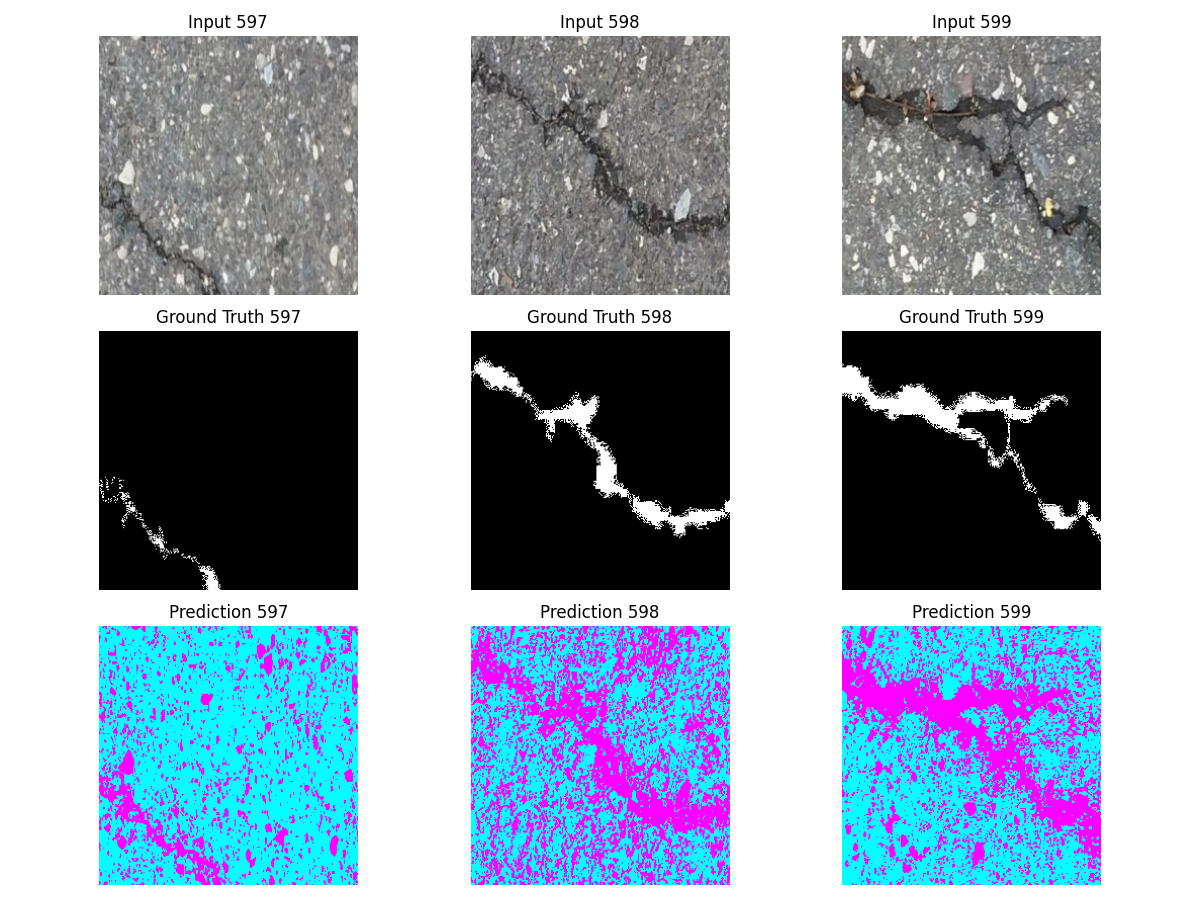 Input 597
Input 598
Input 599
Ground Truth 597
Ground Truth 598
Ground Truth 599
Prediction 597
Prediction 598
Prediction 599